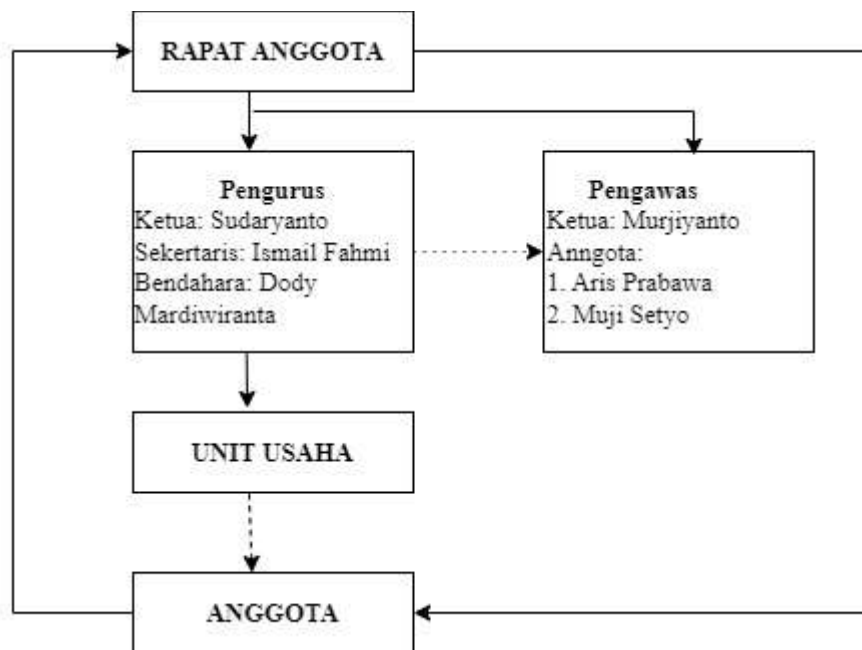 RAPAT ANGGOTA
Pengurus
Ketua: Sudaryanto
Sekertaris: Ismail Fahmi
Bendahara: Dody
Mardiwiranta
Pengawas
Ketua: Murjiyanto
Anngota:
1. Aris Prabawa
2. Muji Setyo
UNIT USAHA
ANGGOTA